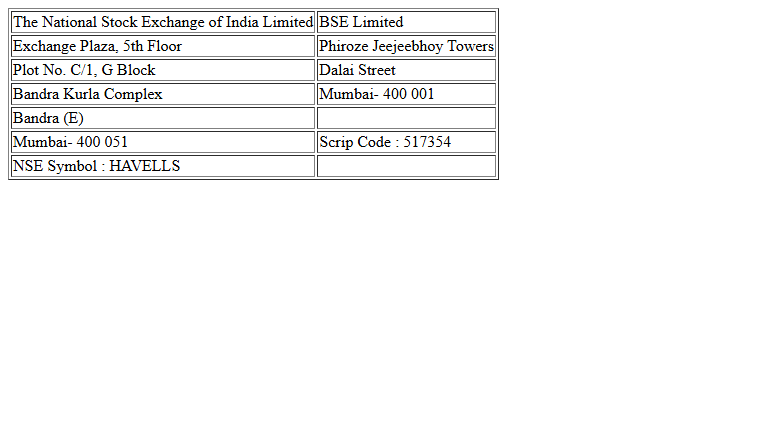 The National Stock Exchange of India Limited BSE Limited
Exchange Plaza, 5th Floor Phiroze Jeejeebhoy Towers
Plot No. C/1, G Block Dalai Street
Bandra Kurla Complex Mumbai- 400 001
Bandra (E)
Mumbai- 400 051 Scrip Code : 517354
NSE Symbol : HAVELLS